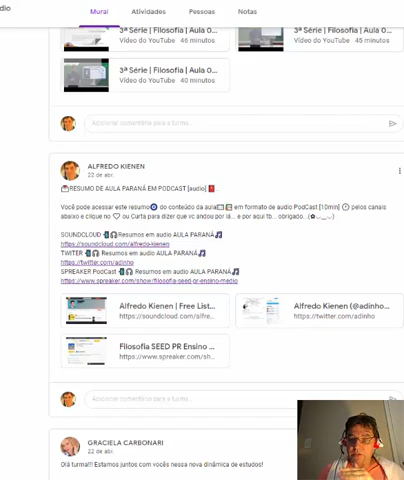 dio
Mural Atividades Pessoas Notas
3ª Série | Filosofia | Aula 0...
Vídeo do YouTube 46 minutos
3ª Série | Filosofia | Aula 0...
Vídeo do YouTube 45 minutos
3ª Série | Filosofia | Aula 0...
Vídeo do YouTube 40 minutos
Adicionar comentário para a turma...
ALFREDO KIENEN
22 de abr.
RESUMO DE AULA PARANÁ EM PODCAST [audio]
Você pode acessar este resumo do conteúdo da aula em formato de audio PodCast [10min] pelos canais
abaixo e clique no ou Curta para dizer que vc andou por lá... e por aqui tb... obrigado...
SOUNDCLOUD Resumos em audio AULA PARANÁ
https://soundcloud.com/alfredo-kienen
TWITER Resumos em audio AULA PARANÁ
https://twitter.com/adinho
SPREAKER PodCast Resumos em audio AULA PARANÁ
https://www.spreaker.com/show/filosofia-seed-pr-ensino-medio
Alfredo Kienen | Free List...
https://soundcloud.com/alfre...
Alfredo Kienen (@adinho...
https://twitter.com/adinho
Filosofia SEED PR Ensino ...
https://www.spreaker.com/sh...
Adicionar comentário para a turma...
GRACIELA CARBONARI
22 de abr.
Olá turma!!! Estamos juntos com vocês nessa nova dinâmica de estudos!